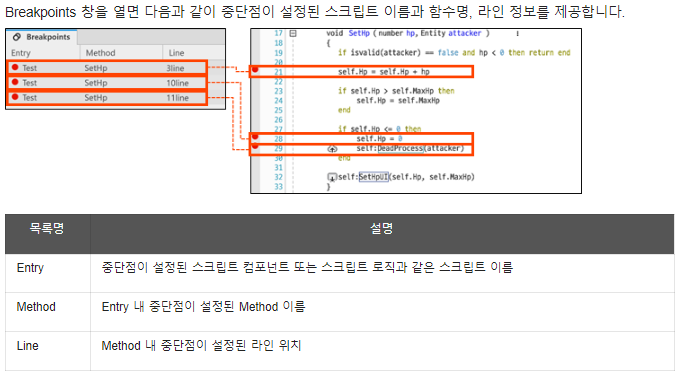 Breakpoints 창을 열면 다음과 같이 중단점이 설정된 스크립트 이름과 함수명, 라인 정보를 제공합니다.
Breakpoints
Entry Method Line
Test SetHp 3line
Test SetHp 10line
Test SetHp 11line
17 void SetHp ( number hp, Entity attacker )
18 {
19 if isvalid(attacker) == false and hp < 0 then return end
20
21 self.Hp = self.Hp + hp
22
23 if self.Hp > self.MaxHp then
24 self.Hp = self.MaxHp
25 end
26
27 if self.Hp <= 0 then
28 self.Hp = 0
29 self:DeadProcess(attacker)
30 end
31
32 self:SetHpUI(self.Hp, self.MaxHp)
33 }
목록명 설명
Entry 중단점이 설정된 스크립트 컴포넌트 또는 스크립트 로직과 같은 스크립트 이름
Method Entry 내 중단점이 설정된 Method 이름
Line Method 내 중단점이 설정된 라인 위치